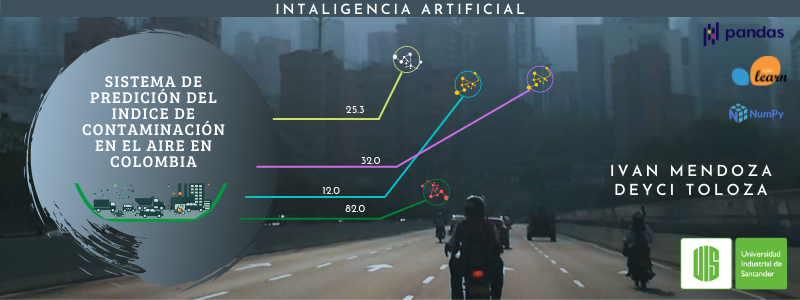 INTALIGENCIA ARTIFICIAL
SISTEMA DE
PREDICIÓN DEL
INDICE DE
CONTAMINACIÓN
EN EL AIRE EN
COLOMBIA
25.3
32.0
12.0
82.0
pandas
learn
NumPy
IVAN MENDOZA
DEYCI TOLOZA
UIS
Universidad
Industrial de
Santander